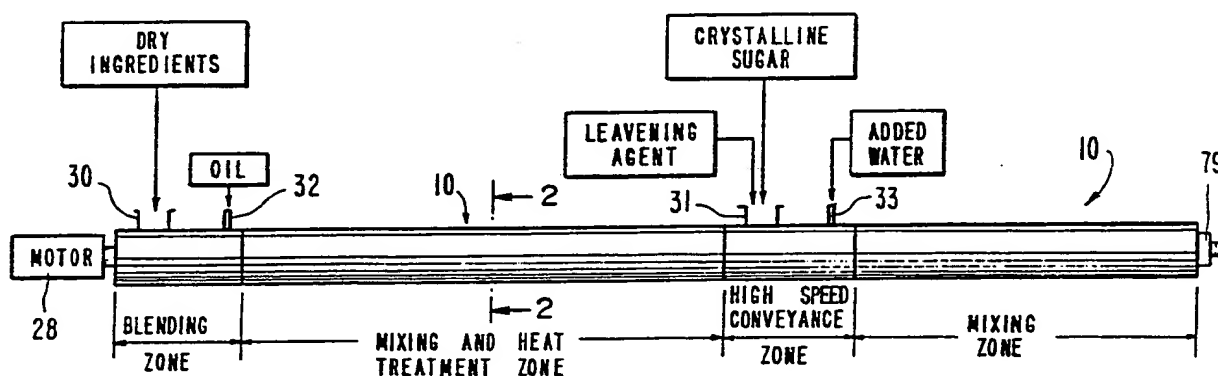 DRY
INGREDIENTS
CRYSTALLINE
SUGAR
LEAVENING
AGENT
ADDED
WATER
OIL
30
32
10
2
31
33
10
79
MOTOR
28
2
BLENDING
ZONE
MIXING AND HEAT
TREATMENT ZONE
HIGH SPEED
CONVEYANCE
ZONE
MIXING
ZONE